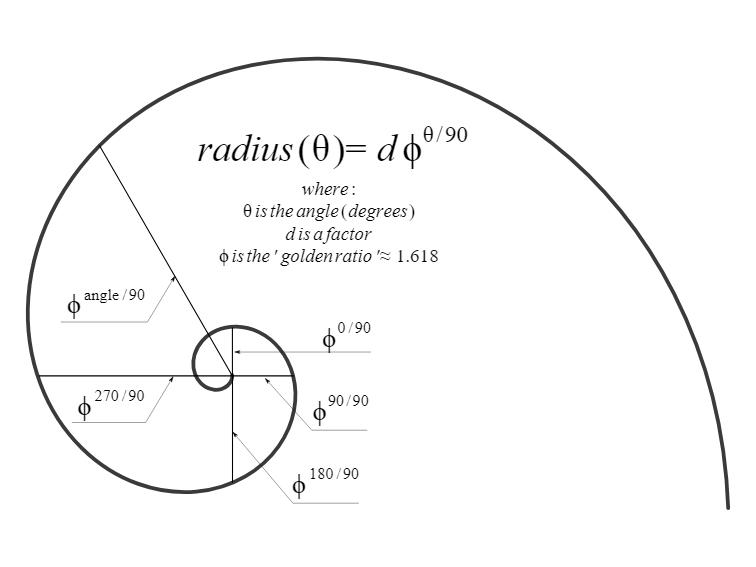 radius(θ)= dϕ^θ/90
where:
θ is the angle (degrees)
d is a factor
ϕ is the ' golden ratio '≈ 1.618
ϕ^angle/90
ϕ^0/90
ϕ^270/90
ϕ^90/90
ϕ^180/90